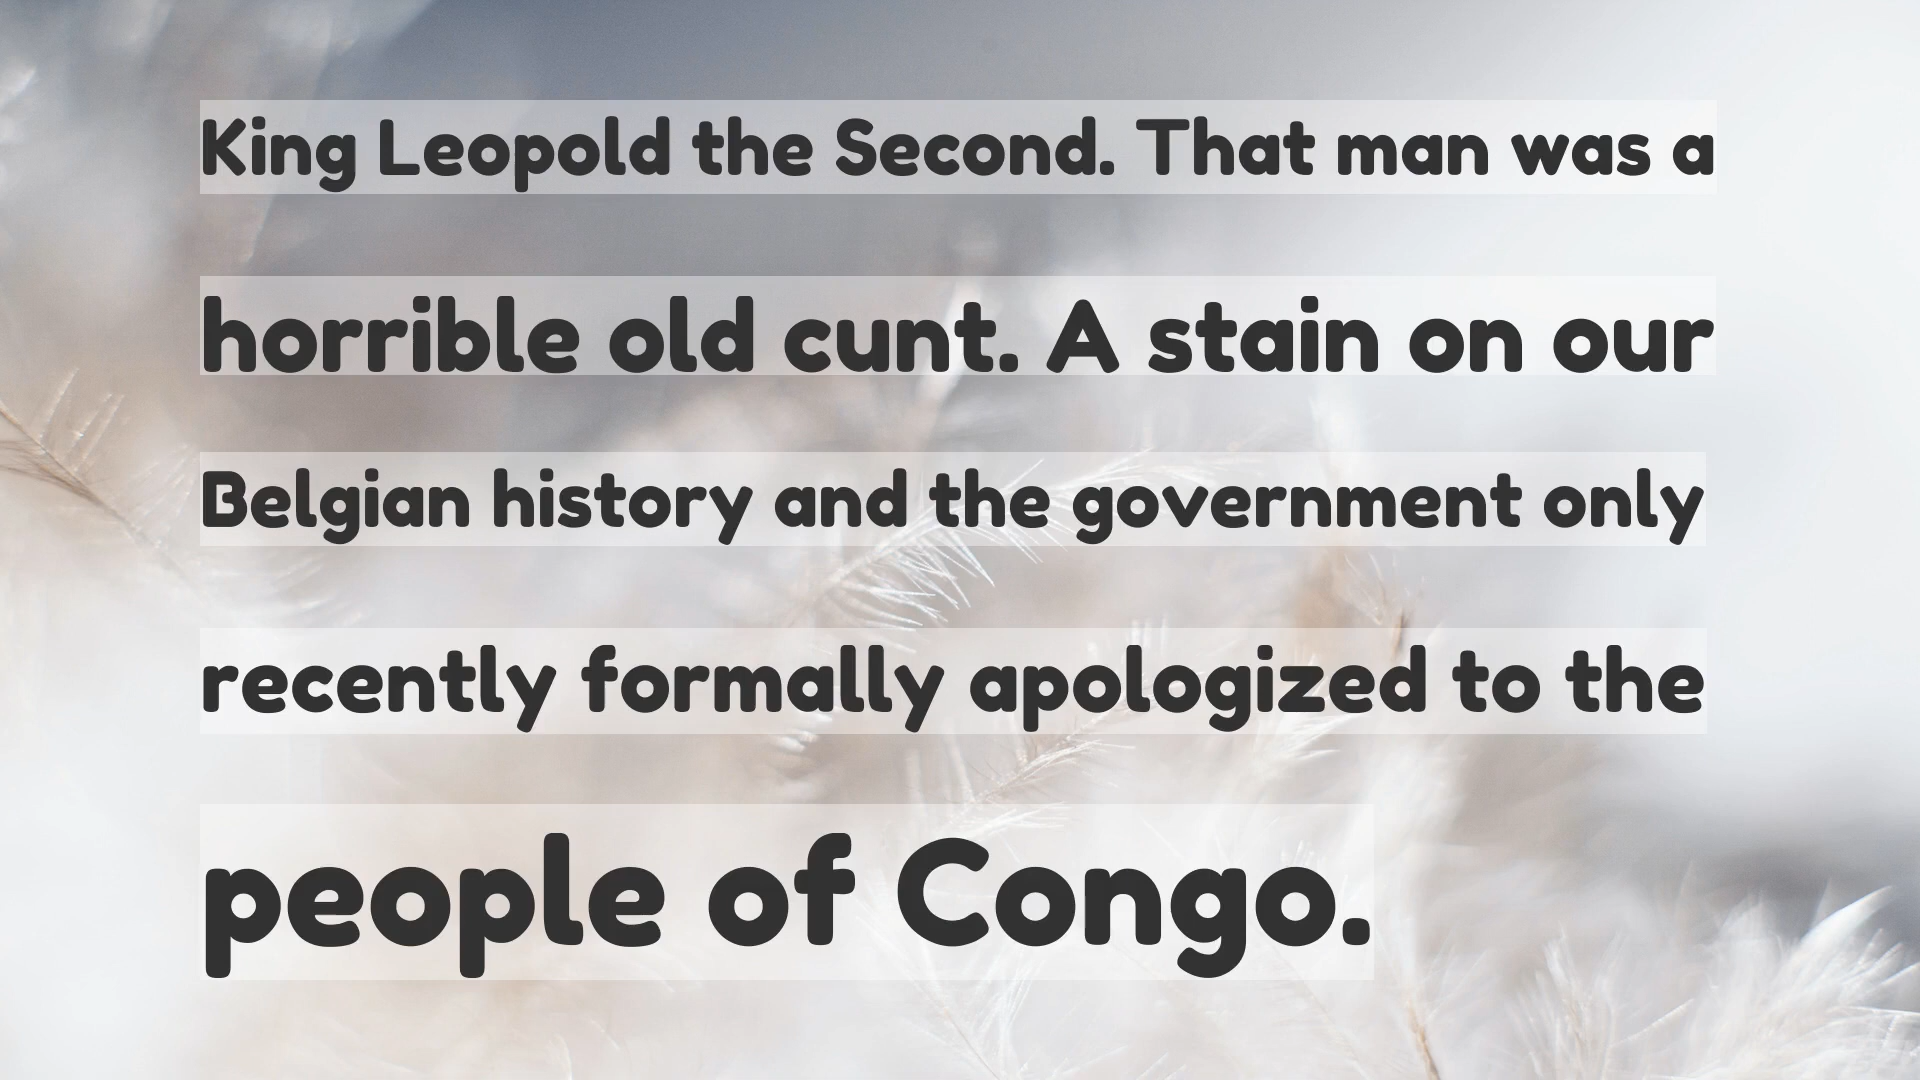 King Leopold the Second. That man was a
horrible old cunt. A stain on our
Belgian history and the government only
recently formally apologized to the
people of Congo.